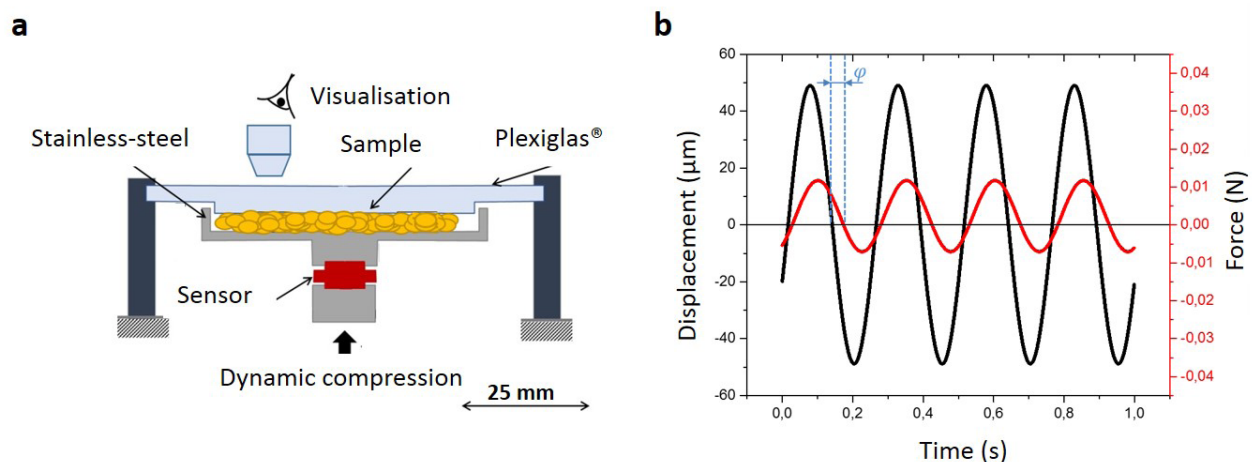 a
Visualisation
Stainless-steel
Sample
Plexiglas®
Sensor
Dynamic compression
25 mm
b
φ
60
40
20
0
-20
-40
-60
Displacement (µm)
0,04
0,03
0,02
0,01
0,00
-0,01
-0,01
-0,02
-0,03
-0,04
Force (N)
0,0 0,2 0,4 0,6 0,8 1,0
Time (s)